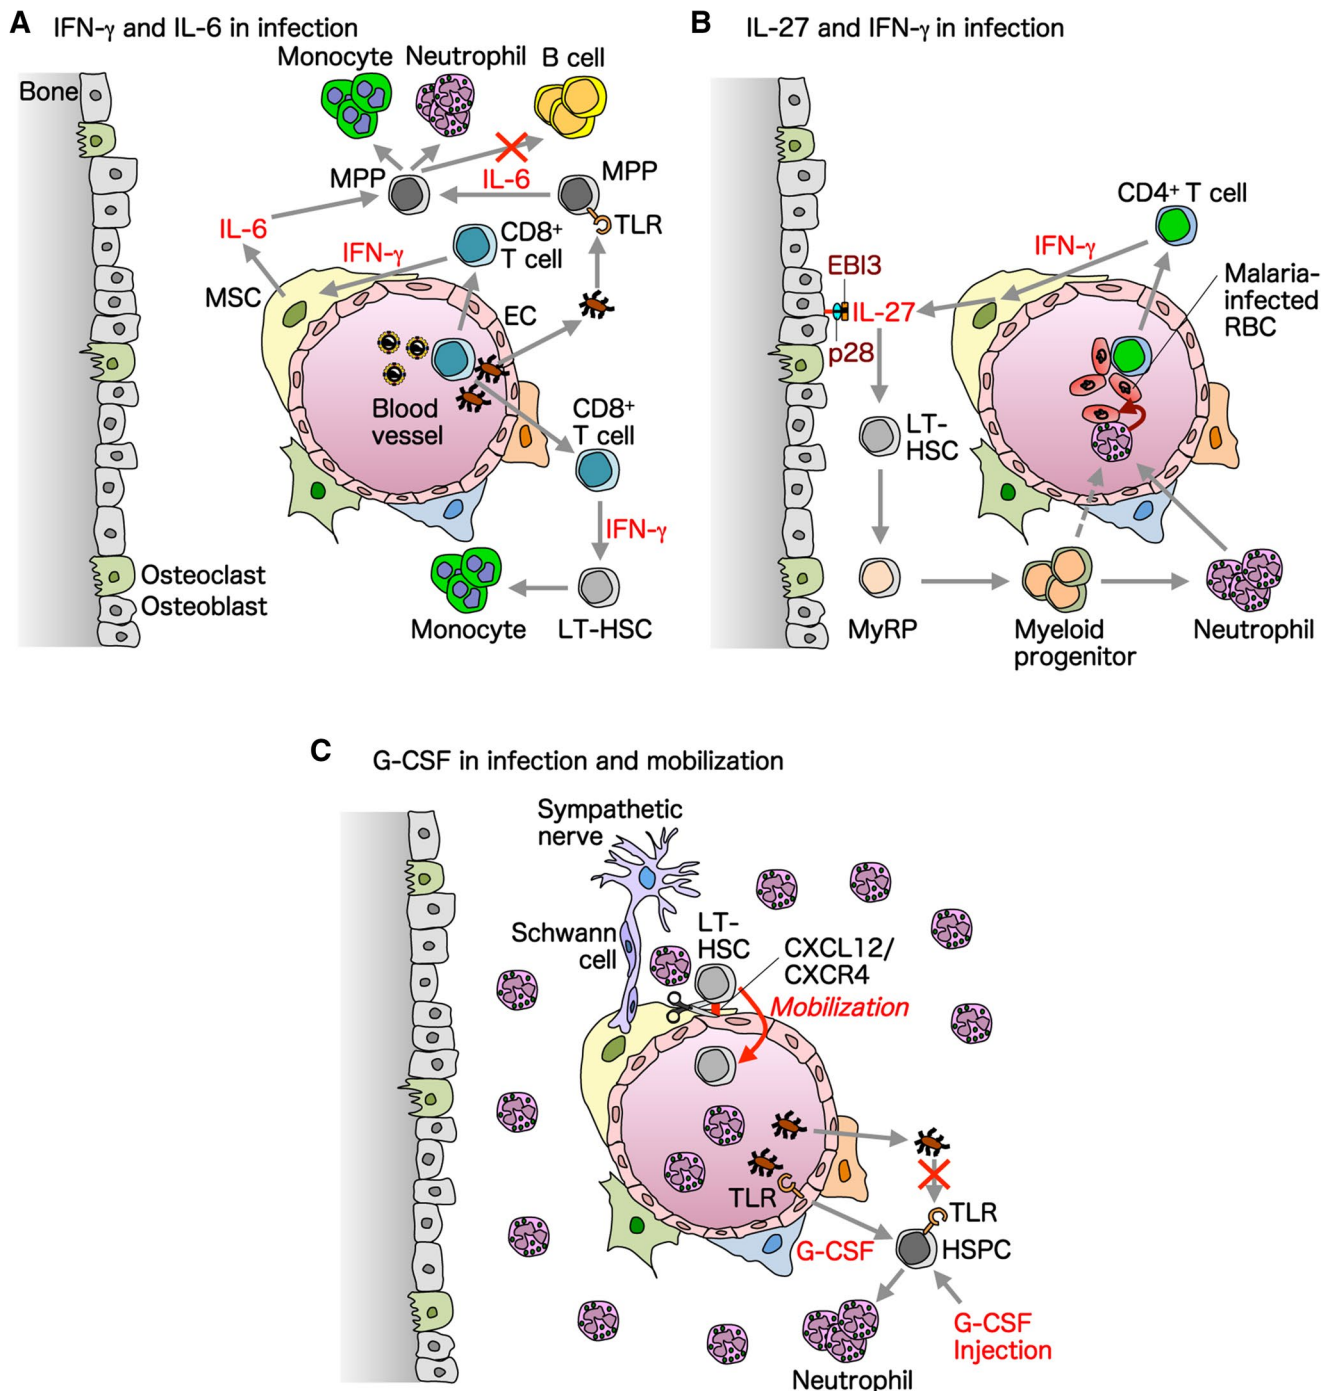 A IFN-γ and IL-6 in infection
Monocyte
Neutrophil
B cell
Bone
MPP
IL-6
MPP
TLR
IL-6
IFN-γ
CD8+
T cell
MSC
EC
Blood
vessel
CD8+
T cell
IFN-γ
Osteoclast
Osteoblast
Monocyte
LT-HSC
B IL-27 and IFN-γ in infection
CD4+ T cell
IFN-γ
EBI3
IL-27
p28
Malaria-
infected
RBC
LT-
HSC
MyRP
Myeloid
progenitor
Neutrophil
C G-CSF in infection and mobilization
Sympathetic
nerve
Schwann
cell
LT-
HSC
CXCL12/
CXCR4
Mobilization
TLR
TLR
G-CSF
HSPC
G-CSF
Injection
Neutrophil